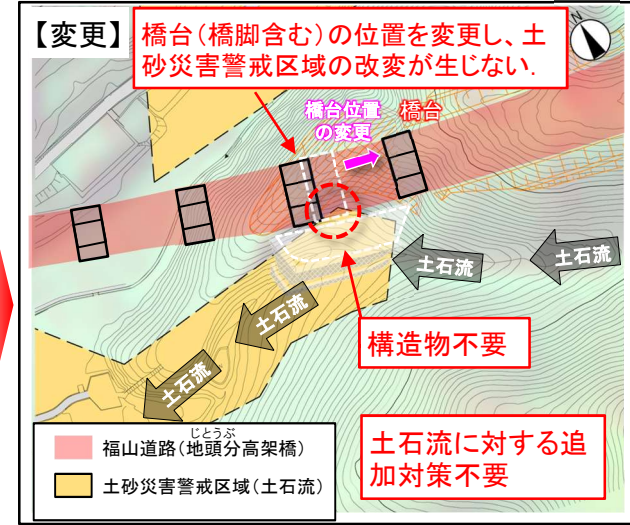 【変更】
橋台(橋脚含む)の位置を変更し、土
砂災害警戒区域の改変が生じない.
N
橋台位置
の変更
橋台
土石流
土石流
土石流
土石流
構造物不要
土石流に対する追
加対策不要
じとうぶ
福山道路(地頭分高架橋)
土砂災害警戒区域(土石流)